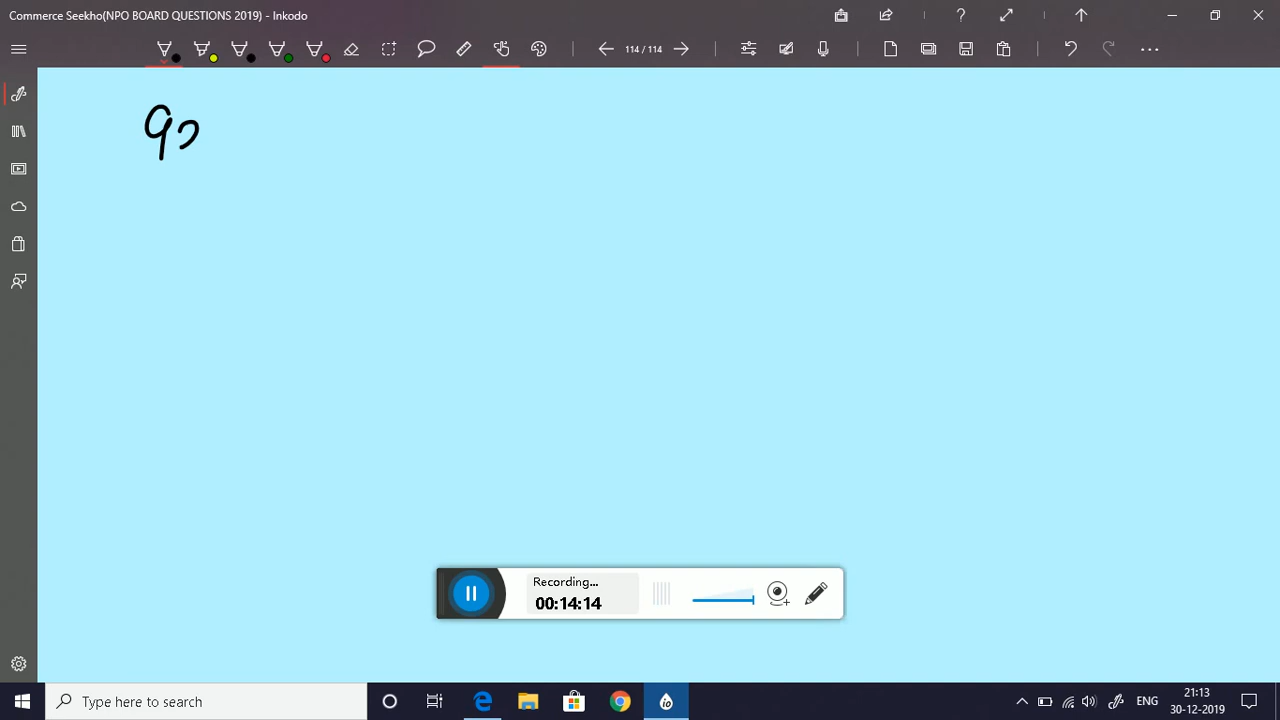 Commerce Seekho(NPO BOARD QUESTIONS 2019) - Inkodo
114 / 114
Recording...
00:14:14
Type here to search
io
ENG
21:13
30-12-2019